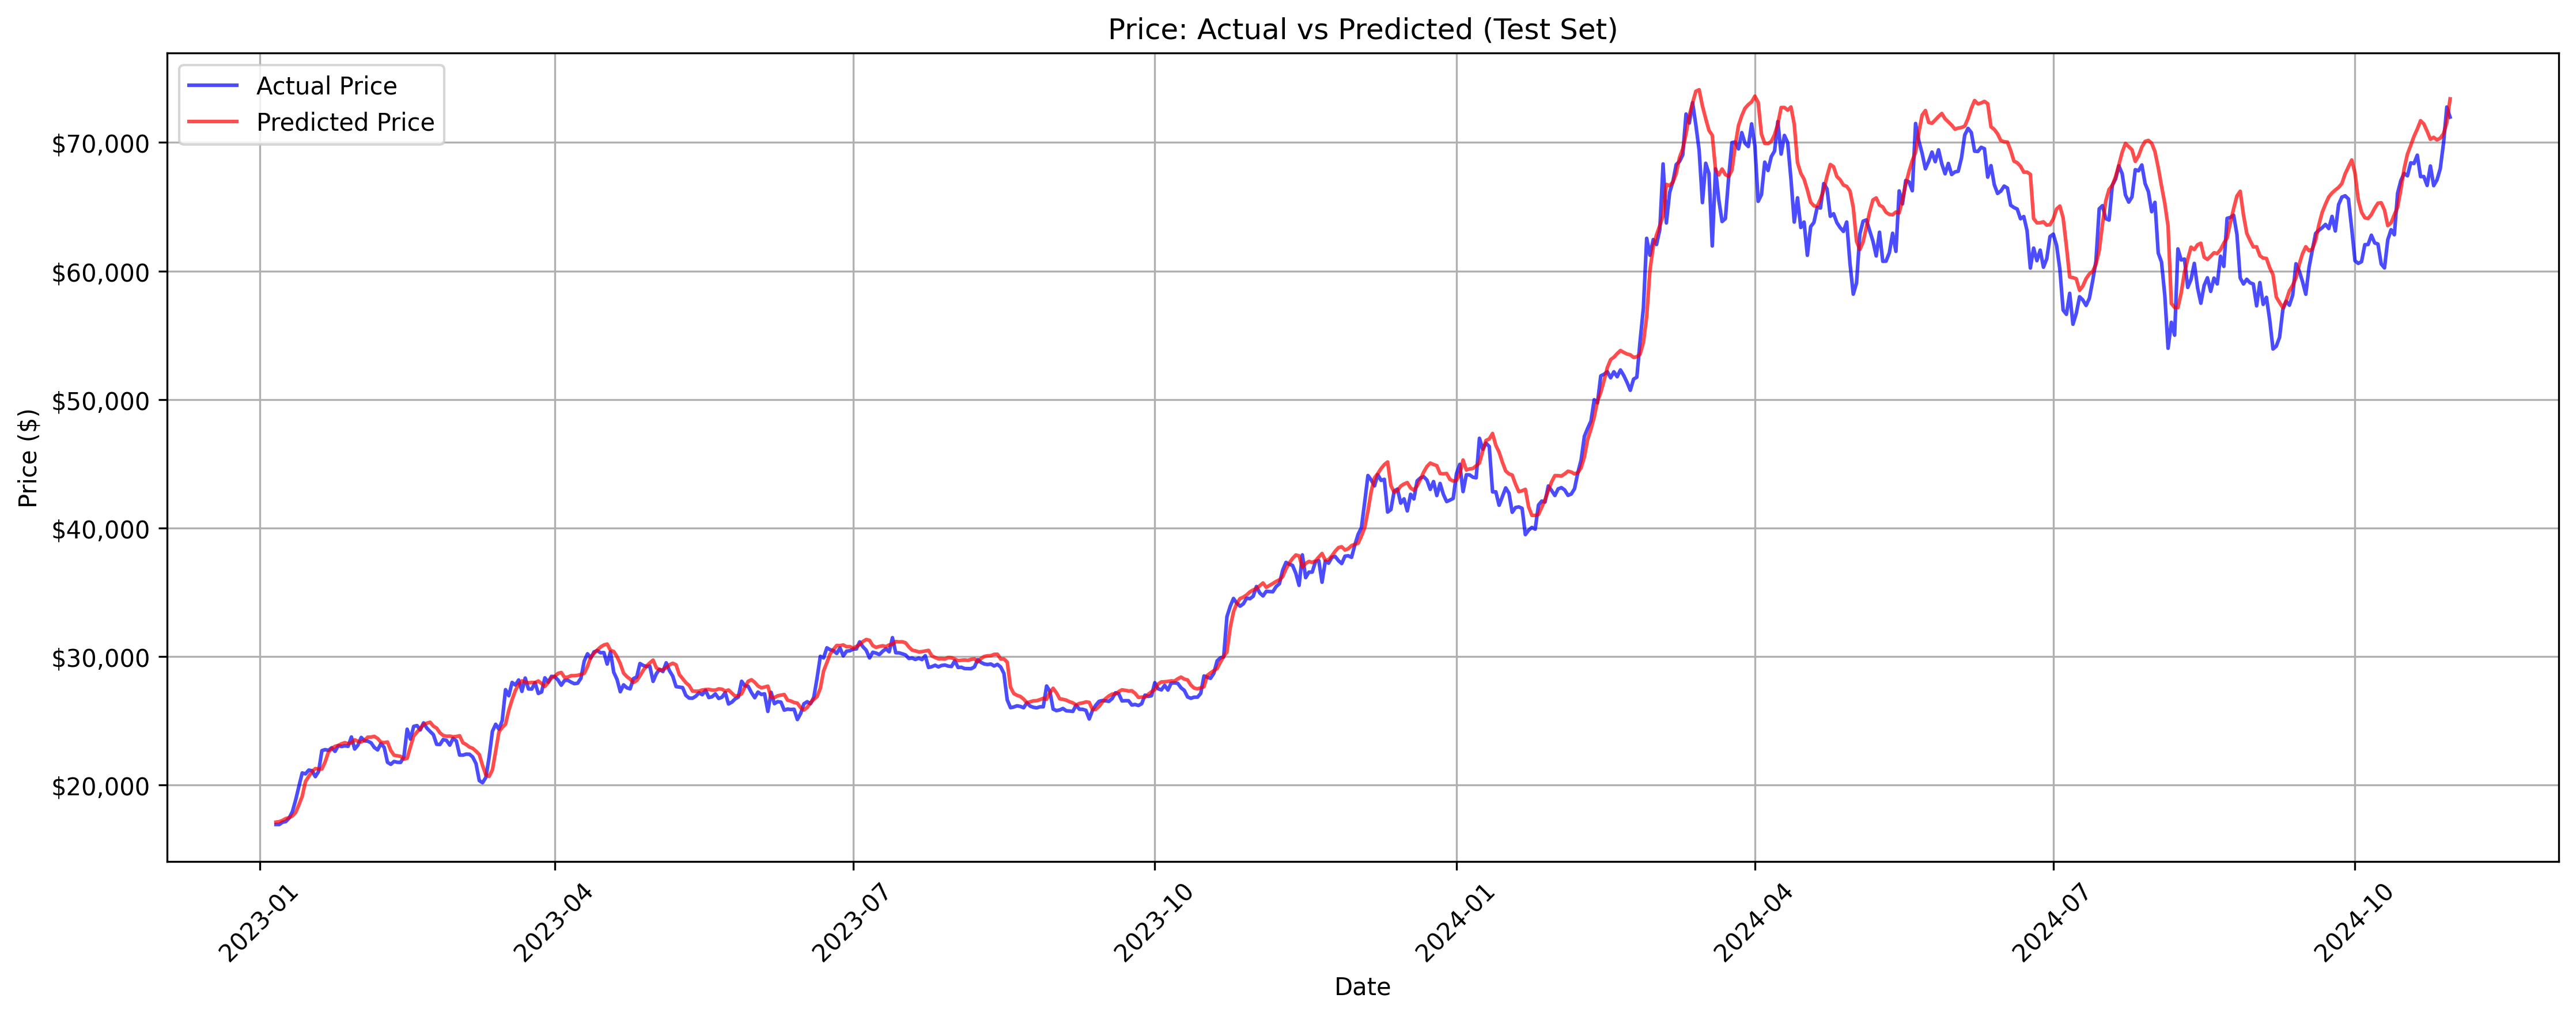 Price: Actual vs Predicted (Test Set)
Actual Price
Predicted Price
$70,000
$60,000
$50,000
$40,000
$30,000
$20,000
Price ($)
2023-01
2023-04
2023-07
2023-10
2024-01
2024-04
2024-07
2024-10
Date